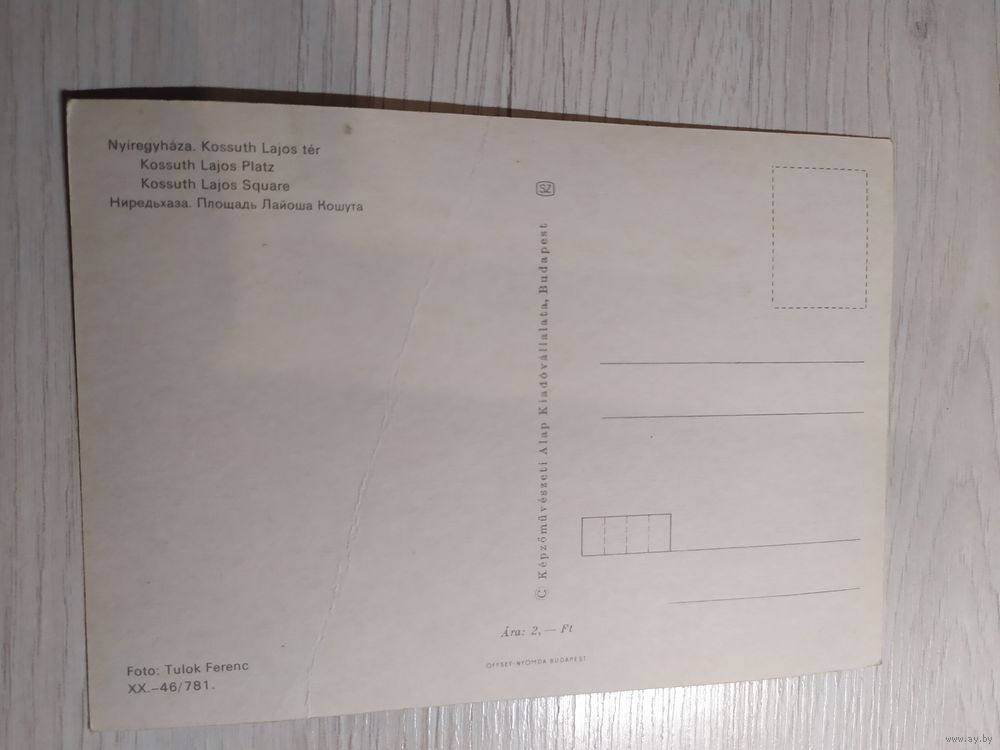 Nyíregyháza. Kossuth Lajos tér
Kossuth Lajos Platz
Kossuth Lajos Square
Ниредьхаза. Площадь Лайоша Кошута
SZ
© Képzőművészeti Alap Kiadóvállalata, Budapest
Ára: 2,— Ft
OFFSET-NYOMDA BUDAPEST
Foto: Tulok Ferenc
XX.–46/781.
www.ay.by